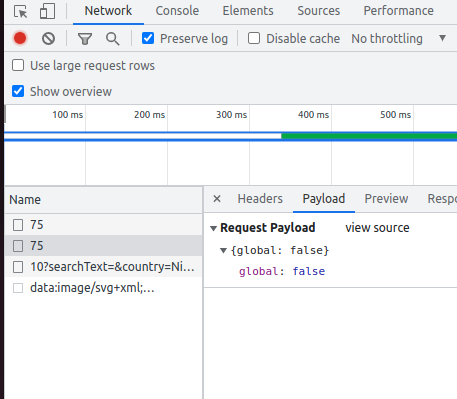 Network Console Elements Sources Performance
Preserve log Disable cache No throttling
Use large request rows
Show overview
100 ms 200 ms 300 ms 400 ms 500 ms
Name
× Headers Payload Preview Respo
75
75
10?searchText=&country=Ni...
data:image/svg+xml;...
Request Payload view source
{global: false}
global: false